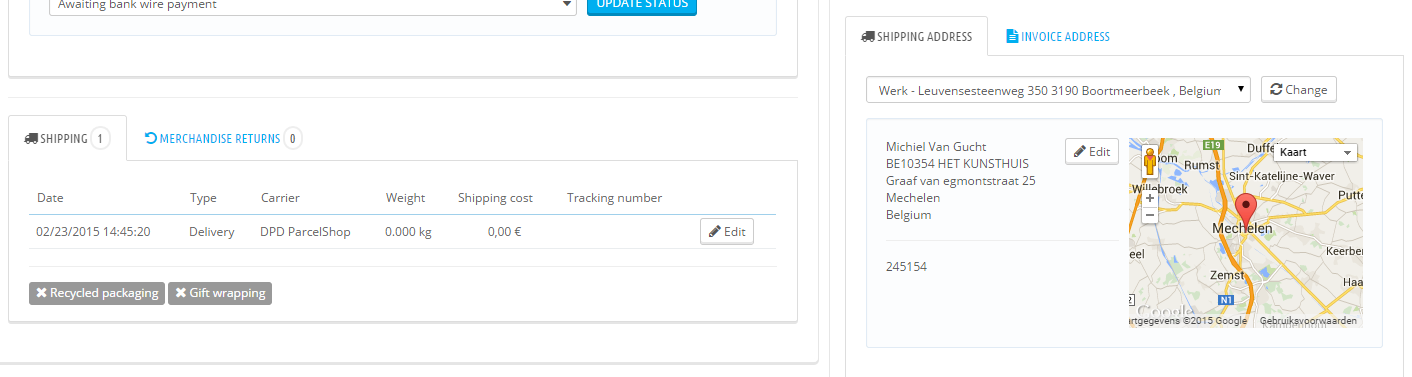 Awaiting bank wire payment
UPDATE STATUS
SHIPPING 1
MERCHANDISE RETURNS 0
Date Type Carrier Weight Shipping cost Tracking number
02/23/2015 14:45:20 Delivery DPD ParcelShop 0.000 kg 0,00 € Edit
Recycled packaging
Gift wrapping
SHIPPING ADDRESS
INVOICE ADDRESS
Werk - Leuvensesteenweg 350 3190 Boortmeerbeek , Belgium
Change
Michiel Van Gucht
BE10354 HET KUNSTHUIS
Graaf van egmontstraat 25
Mechelen
Belgium
245154
Edit
E19
Duffe
Kaart
oom
Rumst
Sint-Katelijne-Waver
Willebroek
+
−
Mechelen
eel
Keerber
Zemst
Haa
N1
2
Google
artgegevens ©2015 Google
Gebruiksvoorwaarden